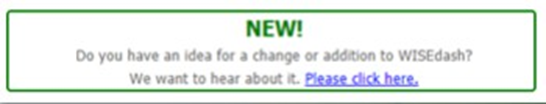 NEW!
Do you have an idea for a change or addition to WISEdash?
We want to hear about it. Please click here.